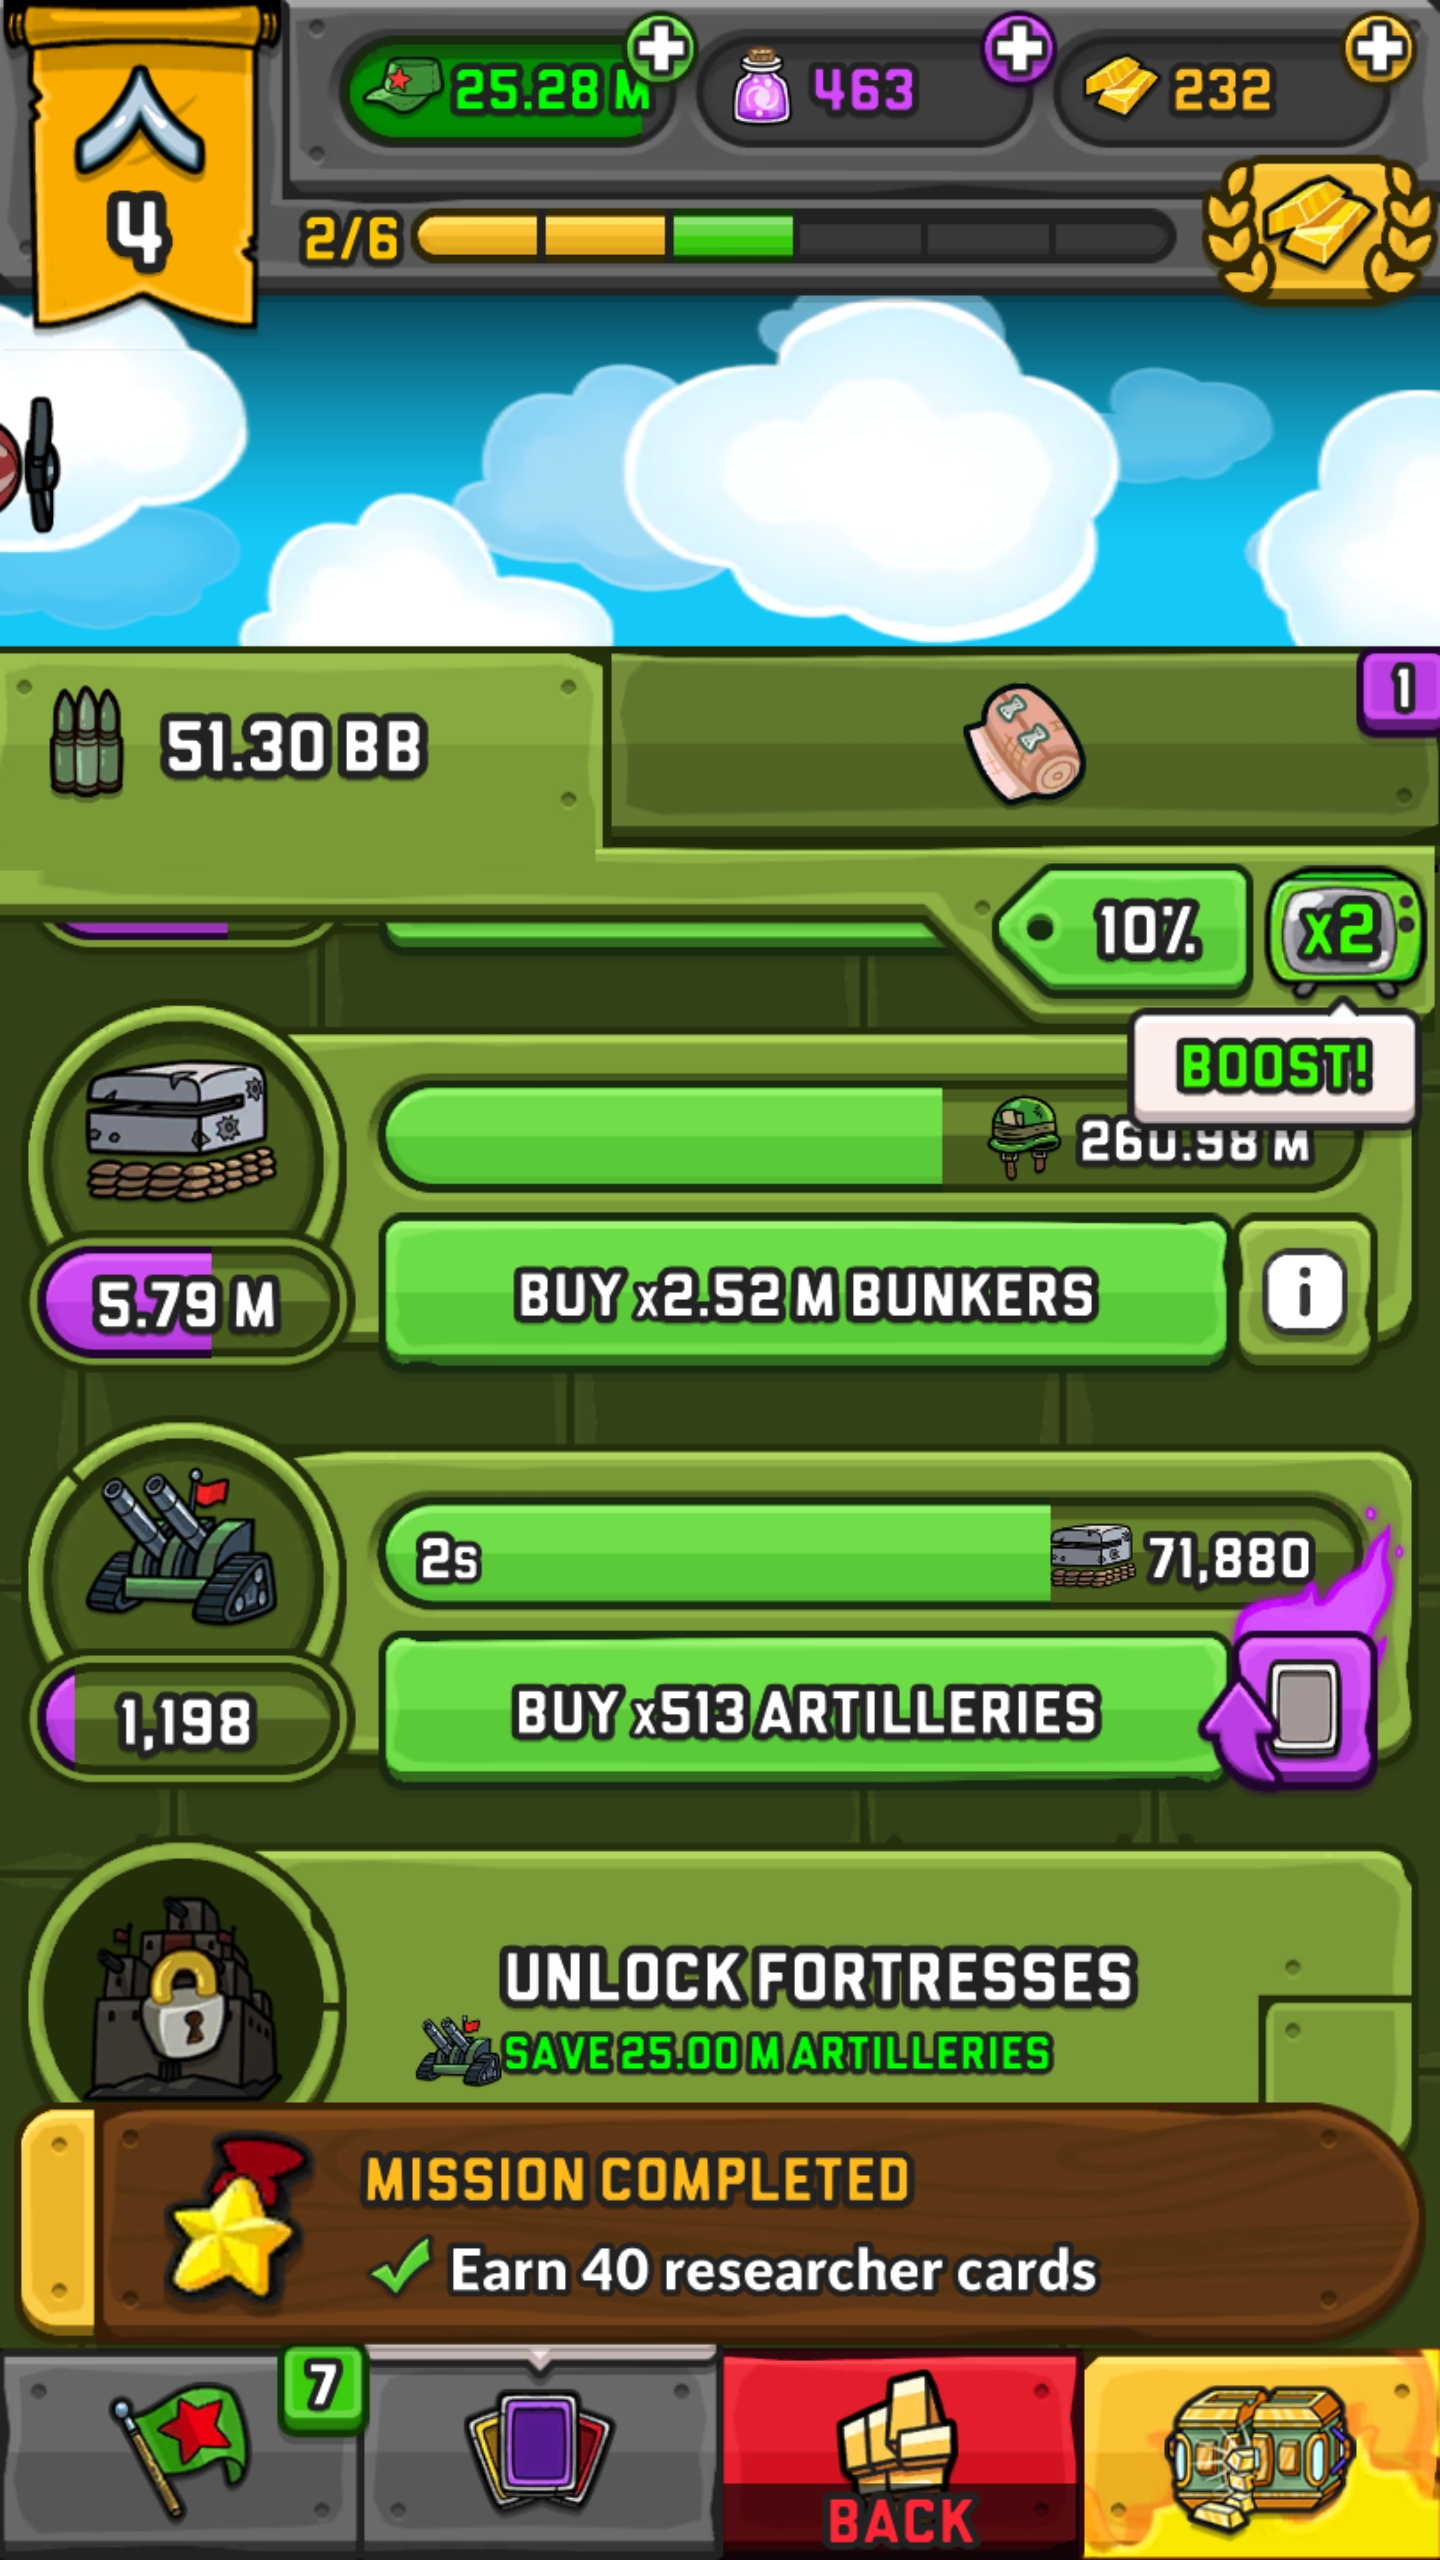 25.28 M
463
232
4
2/6
51.30 BB
1
10%
x2
BOOST!
260.98 M
5.79 M
BUY x2.52 M BUNKERS
i
2s
71,880
1,198
BUY x513 ARTILLERIES
UNLOCK FORTRESSES
SAVE 25.00 M ARTILLERIES
MISSION COMPLETED
Earn 40 researcher cards
7
BACK